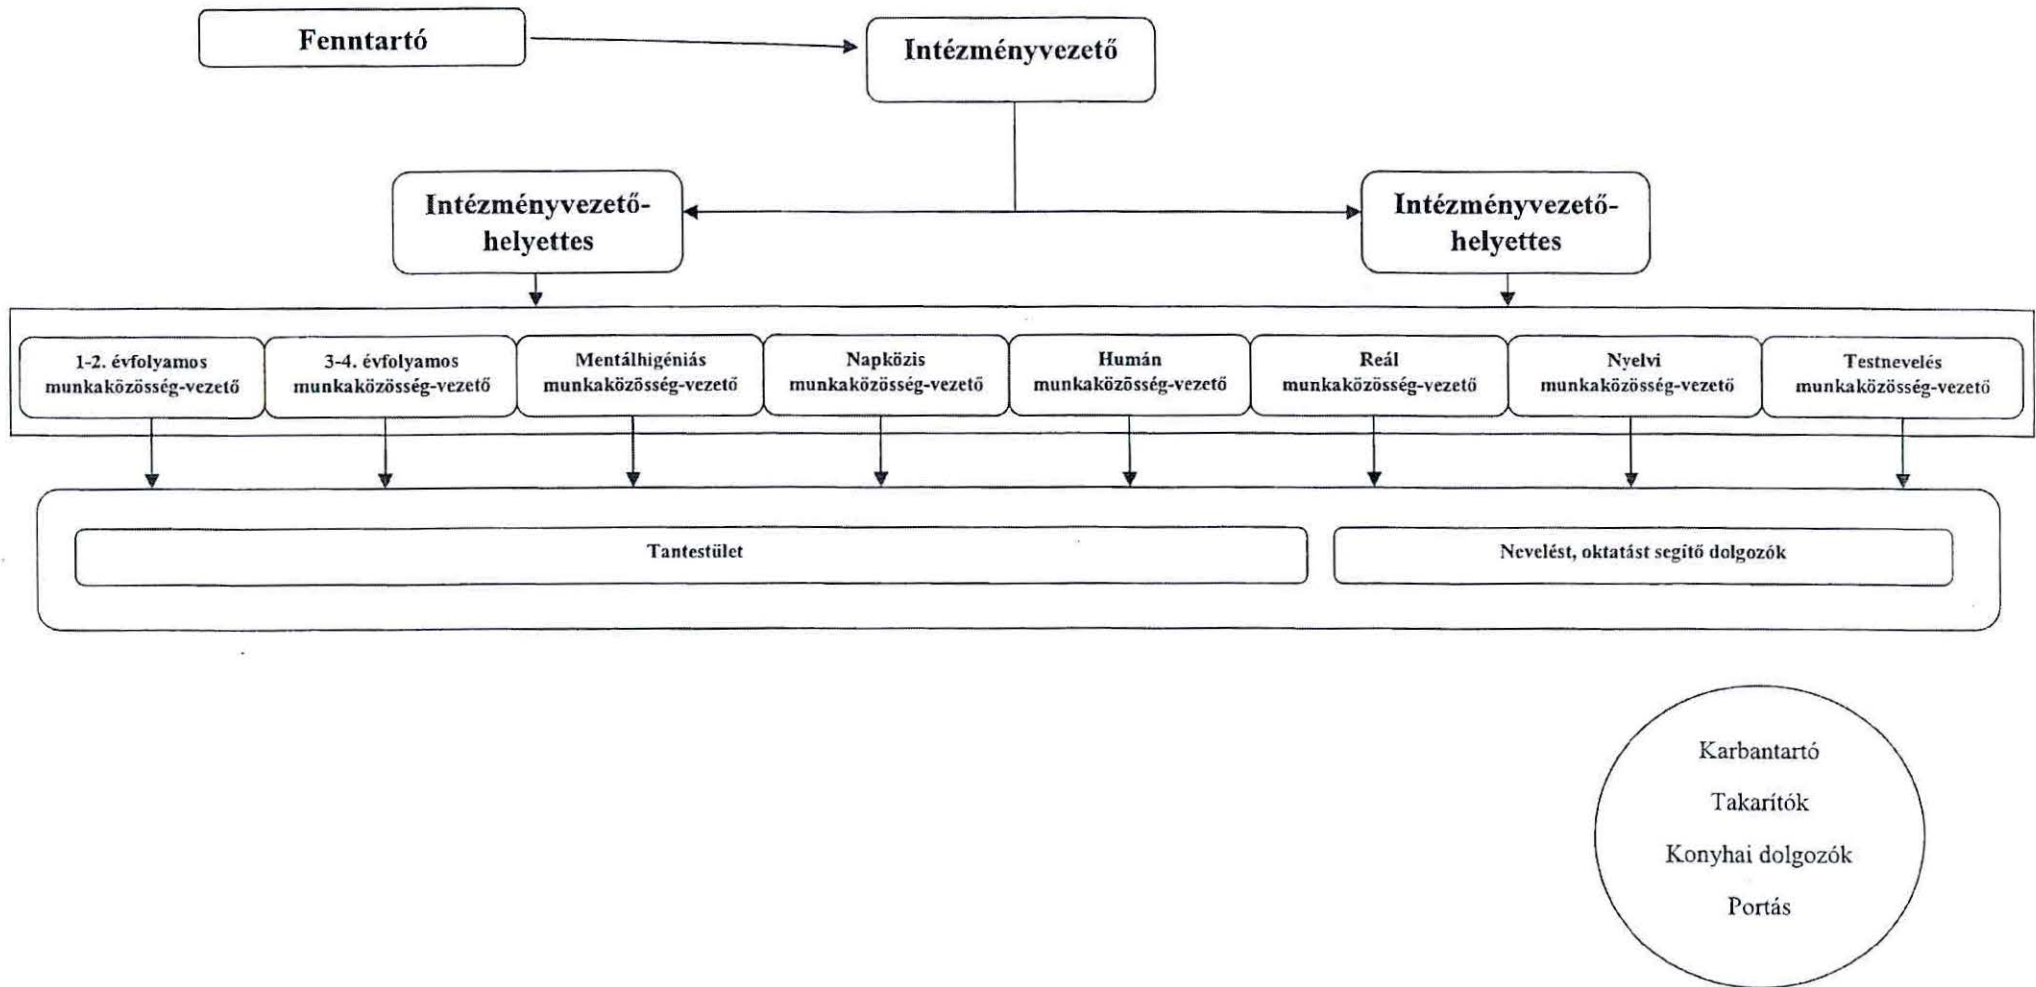 Fenntartó
Intézményvezető
Intézményvezető-
helyettes
Intézményvezető-
helyettes
1-2. évfolyamos
munkaközösség-vezető
3-4. évfolyamos
munkaközösség-vezető
Mentálhigéniás
munkaközösség-vezető
Napközis
munkaközösség-vezető
Humán
munkaközösség-vezető
Reál
munkaközösség-vezető
Nyelvi
munkaközösség-vezető
Testnevelés
munkaközösség-vezető
Tantestület
Nevelést, oktatást segítő dolgozók
Karbantartó
Takarítók
Konyhai dolgozók
Portás